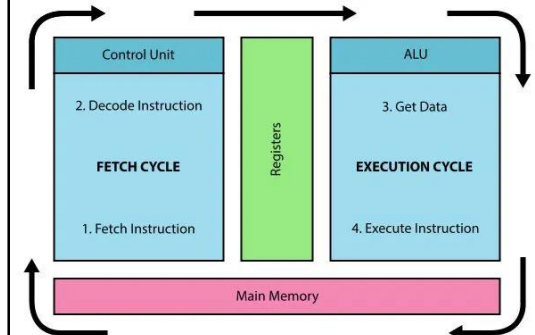 Control Unit
2. Decode Instruction
FETCH CYCLE
1. Fetch Instruction
Registers
ALU
3. Get Data
EXECUTION CYCLE
4. Execute Instruction
Main Memory